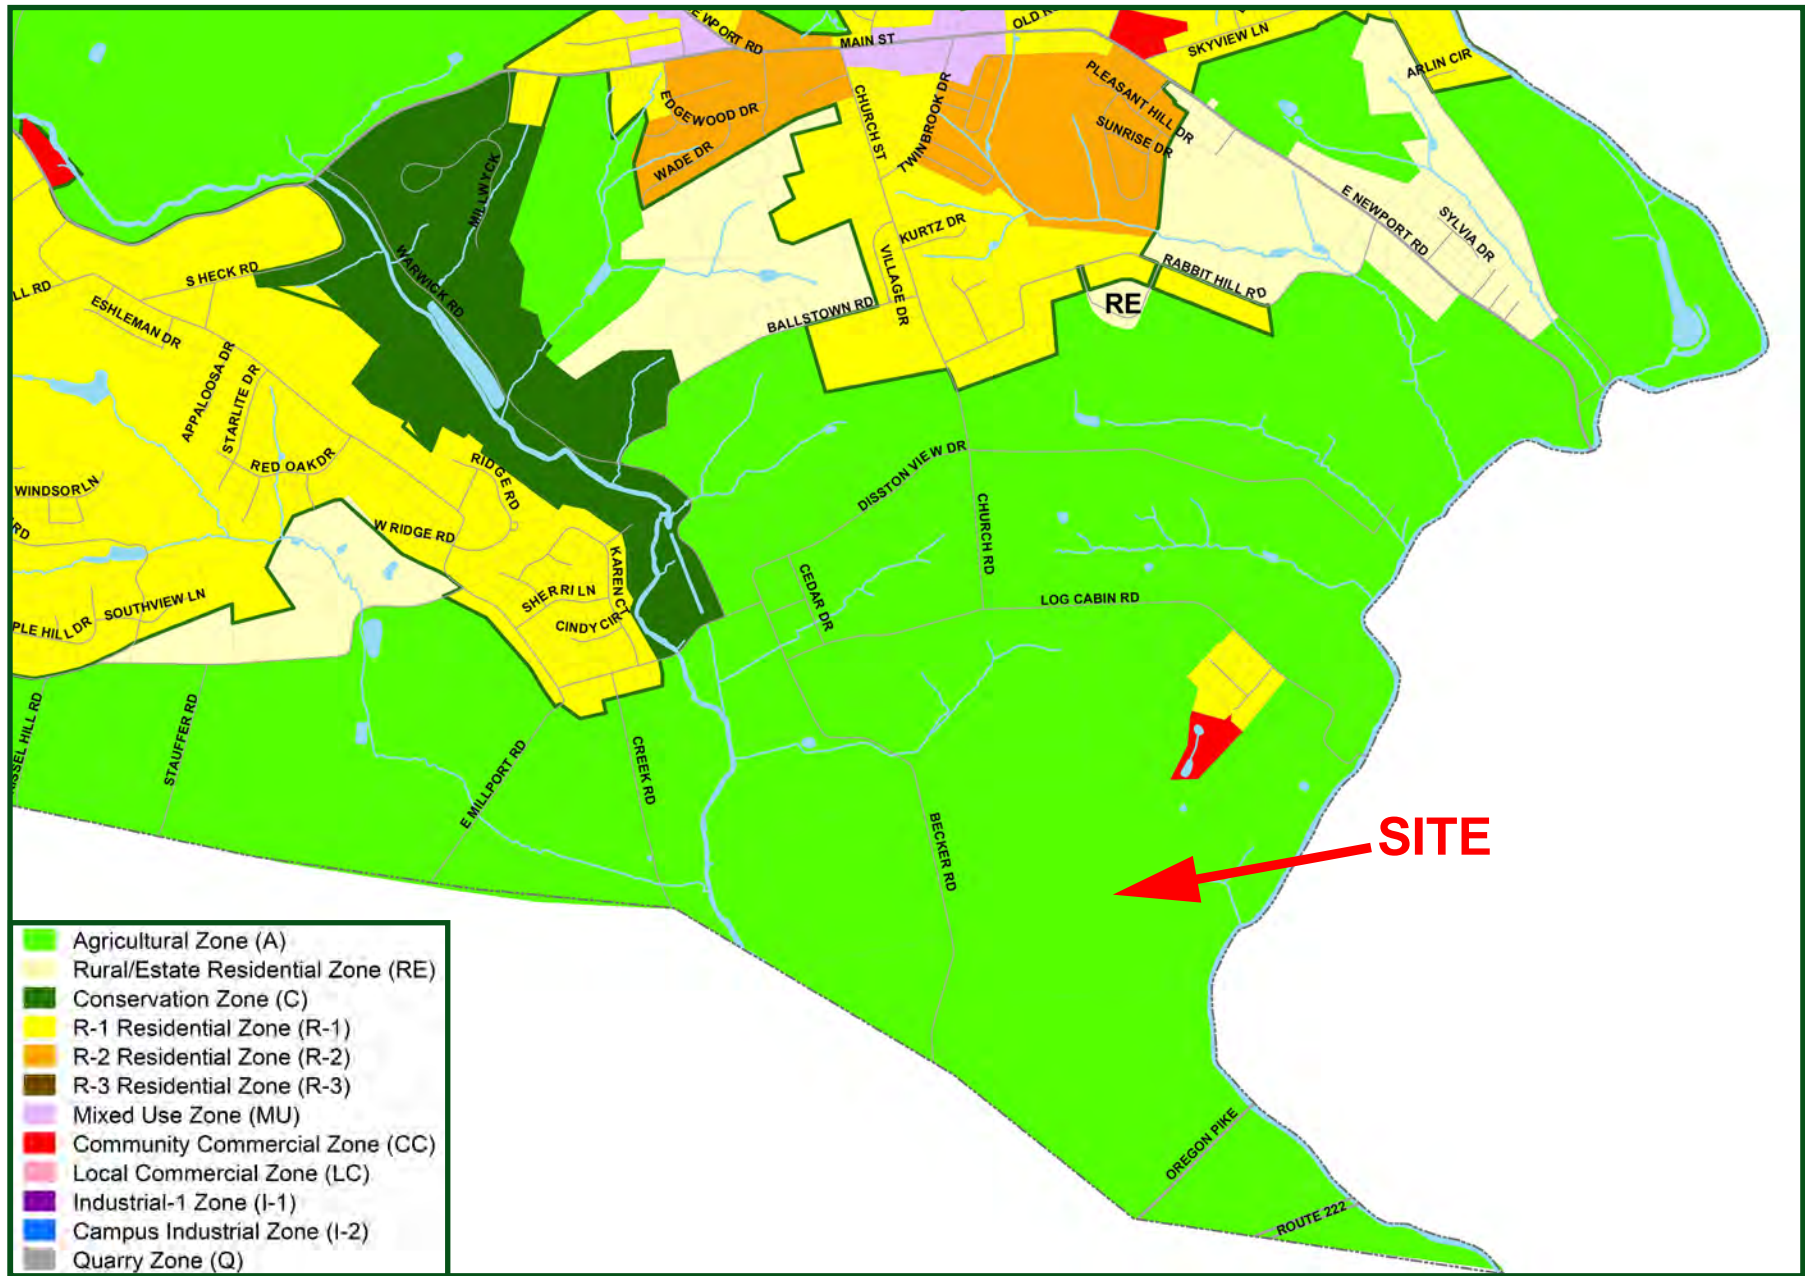 EWPORT RD
MAIN ST
OLD R
SKYVIEW LN
ARLIN CIR
PLEASANT HILL DR
SUNRISE DR
EDGEWOOD DR
WADE DR
CHURCH ST
TWINBROOK DR
MILLWYCK
E NEWPORT RD
SYLVIA DR
KURTZ DR
VILLAGE DR
WARWICK RD
S HECK RD
LL RD
ESHLEMAN DR
RABBIT HILL RD
RE
BALLSTOWN RD
APPALOOSA DR
STARLITE DR
RED OAK DR
RIDGE RD
WINDSOR LN
RD
W RIDGE RD
DISSTON VIEW DR
CHURCH RD
KAREN CT
SHERRI LN
CINDY CIR
CEDAR DR
LOG CABIN RD
SOUTHVIEW LN
PLE HILL DR
ISSEL HILL RD
STAUFFER RD
E MILLPORT RD
CREEK RD
BECKER RD
SITE
OREGON PIKE
ROUTE 222
Agricultural Zone (A)
Rural/Estate Residential Zone (RE)
Conservation Zone (C)
R-1 Residential Zone (R-1)
R-2 Residential Zone (R-2)
R-3 Residential Zone (R-3)
Mixed Use Zone (MU)
Community Commercial Zone (CC)
Local Commercial Zone (LC)
Industrial-1 Zone (I-1)
Campus Industrial Zone (I-2)
Quarry Zone (Q)